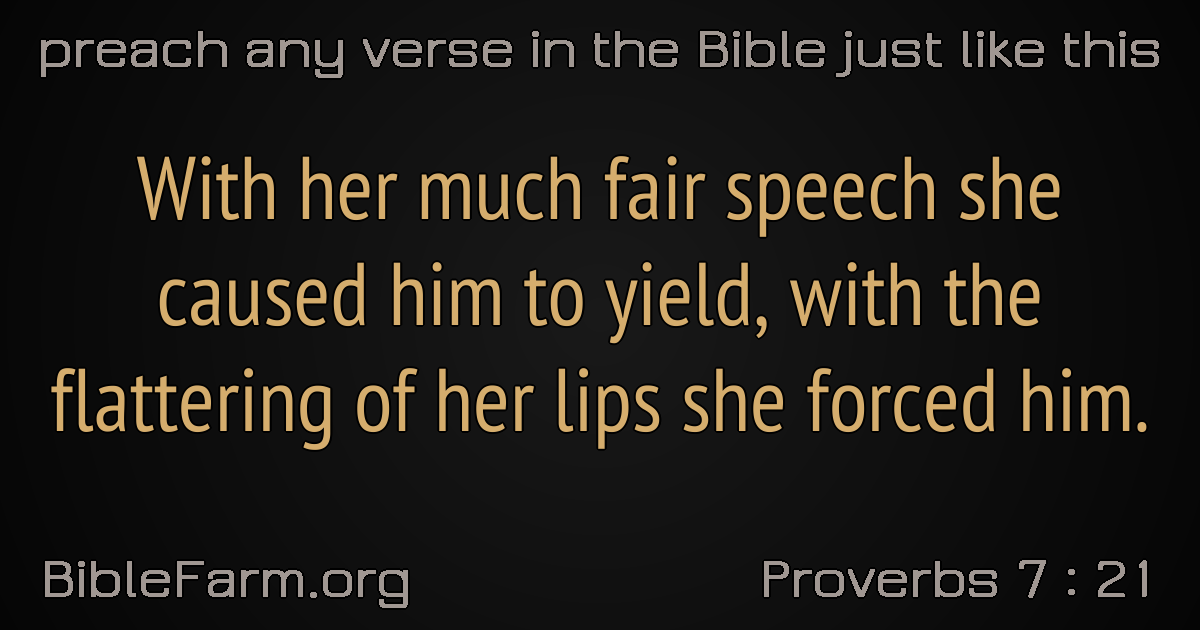 preach any verse in the Bible just like this
With her much fair speech she
caused him to yield, with the
flattering of her lips she forced him.
BibleFarm.org
Proverbs 7 : 21